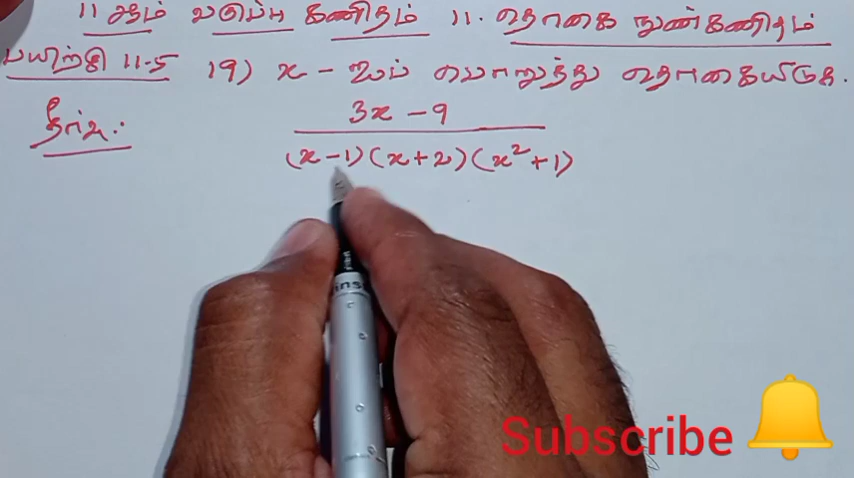 11 ஆம் வகுப்பு கணிதம் 11. தொகை நுண்கணிதம்
பயிற்சி 11.5 19) x - ஐப் பொறுத்து தொகையிடுக.
தீர்வு:
3x - 9
(x-1)(x+2)(x²+1)
Subscribe